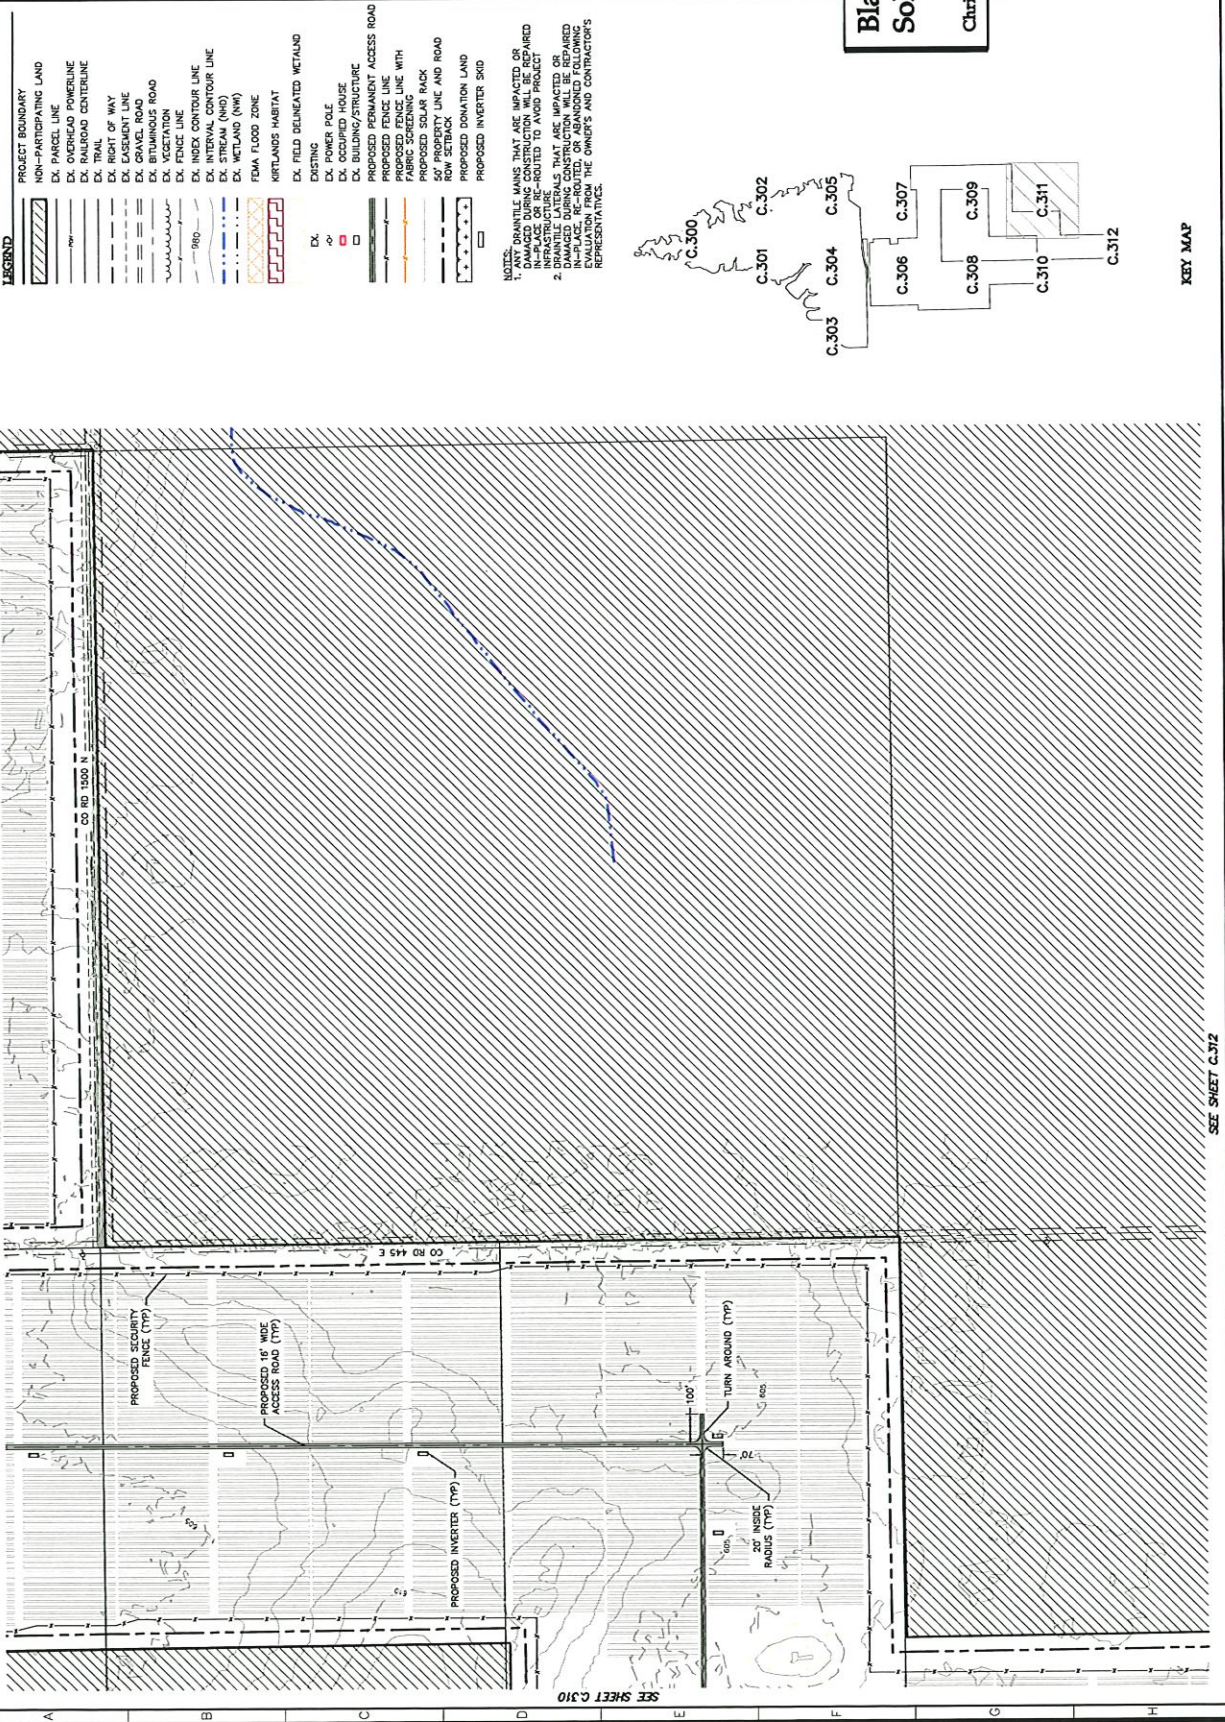 LEGEND
PROJECT BOUNDARY
NON-PARTICIPATING LAND
EX. PARCEL LINE
EX. OVERHEAD POWERLINE
EX. RAILROAD CENTERLINE
EX. TRAIL
EX. RIGHT OF WAY
EX. EASEMENT LINE
EX. GRAVEL ROAD
EX. BITUMINOUS ROAD
EX. VEGETATION
EX. FENCE LINE
980
EX. INDEX CONTOUR LINE
EX. INTERVAL CONTOUR LINE
EX. STREAM (NHD)
EX. WETLAND (NWI)
FEMA FLOOD ZONE
KIRTLANDS HABITAT
EX. FIELD DELINEATED WETALND
EX. EXISTING
EX. POWER POLE
EX. OCCUPIED HOUSE
EX. BUILDING/STRUCTURE
PROPOSED PERMANENT ACCESS ROAD
PROPOSED FENCE LINE
PROPOSED FENCE LINE WITH
FABRIC SCREENING
PROPOSED SOLAR RACK
50' PROPERTY LINE AND ROAD
ROW SETBACK
PROPOSED DONATION LAND
PROPOSED INVERTER SKID
NOTES:
1. ANY DRAINTILE MAINS THAT ARE IMPACTED OR
DAMAGED DURING CONSTRUCTION WILL BE REPAIRED
IN-PLACE OR RE-ROUTED TO AVOID PROJECT
INFRASTRUCTURE.
2. DRAINTILE LATERALS THAT ARE IMPACTED OR
DAMAGED DURING CONSTRUCTION WILL BE REPAIRED
IN-PLACE, RE-ROUTED, OR ABANDONED FOLLOWING
EVALUATION FROM THE OWNER'S AND CONTRACTOR'S
REPRESENTATIVES.
C.300
C.301
C.302
C.303
C.304
C.305
C.306
C.307
C.308
C.309
C.310
C.311
C.312
KEY MAP
Bla
So
Chri
CO RD 1500 N
CO RD 445 E
PROPOSED SECURITY
FENCE (TYP)
PROPOSED 16' WIDE
ACCESS ROAD (TYP)
PROPOSED INVERTER (TYP)
100'
TURN AROUND (TYP)
70'
20' INSIDE
RADIUS (TYP)
605
605
605
615
SEE SHEET C.310
SEE SHEET C.312
A
B
C
D
E
F
G
H